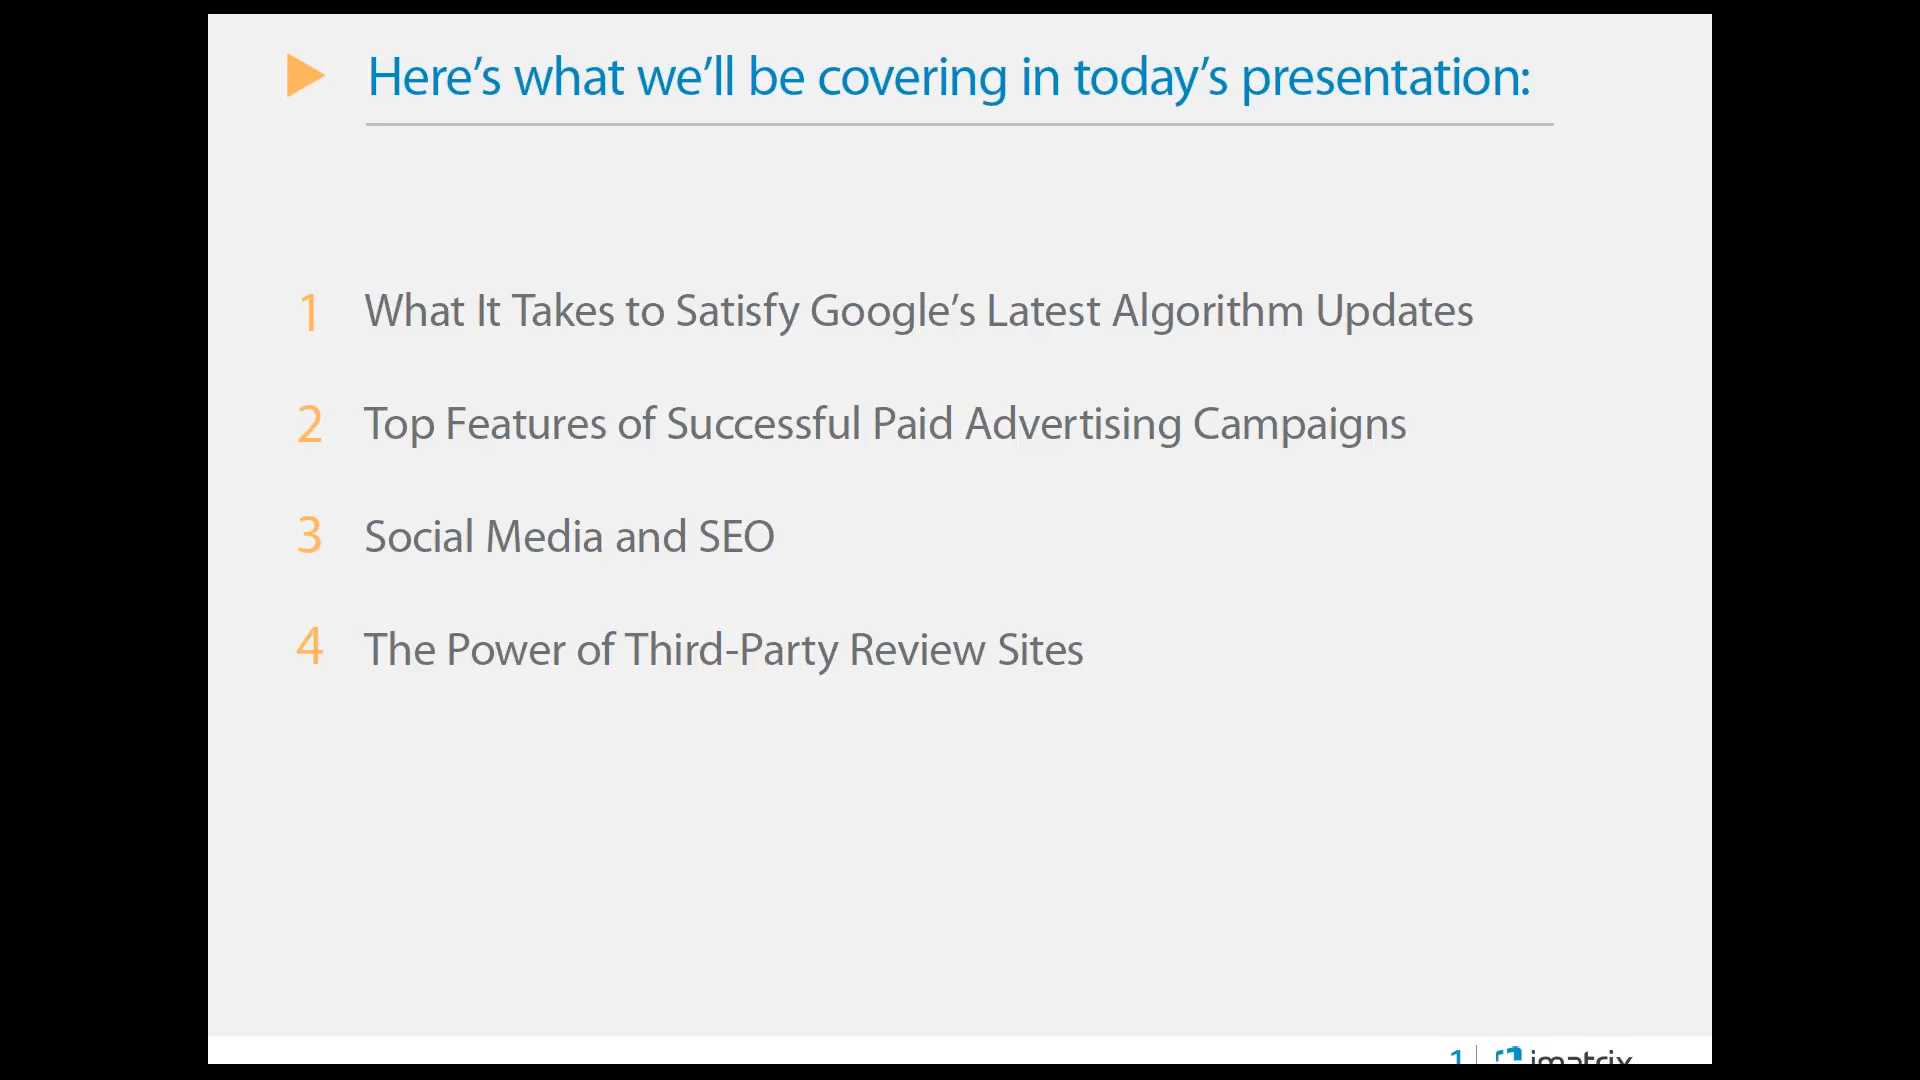 Here’s what we’ll be covering in today’s presentation:
1 What It Takes to Satisfy Google’s Latest Algorithm Updates
2 Top Features of Successful Paid Advertising Campaigns
3 Social Media and SEO
4 The Power of Third-Party Review Sites
1 imatrix